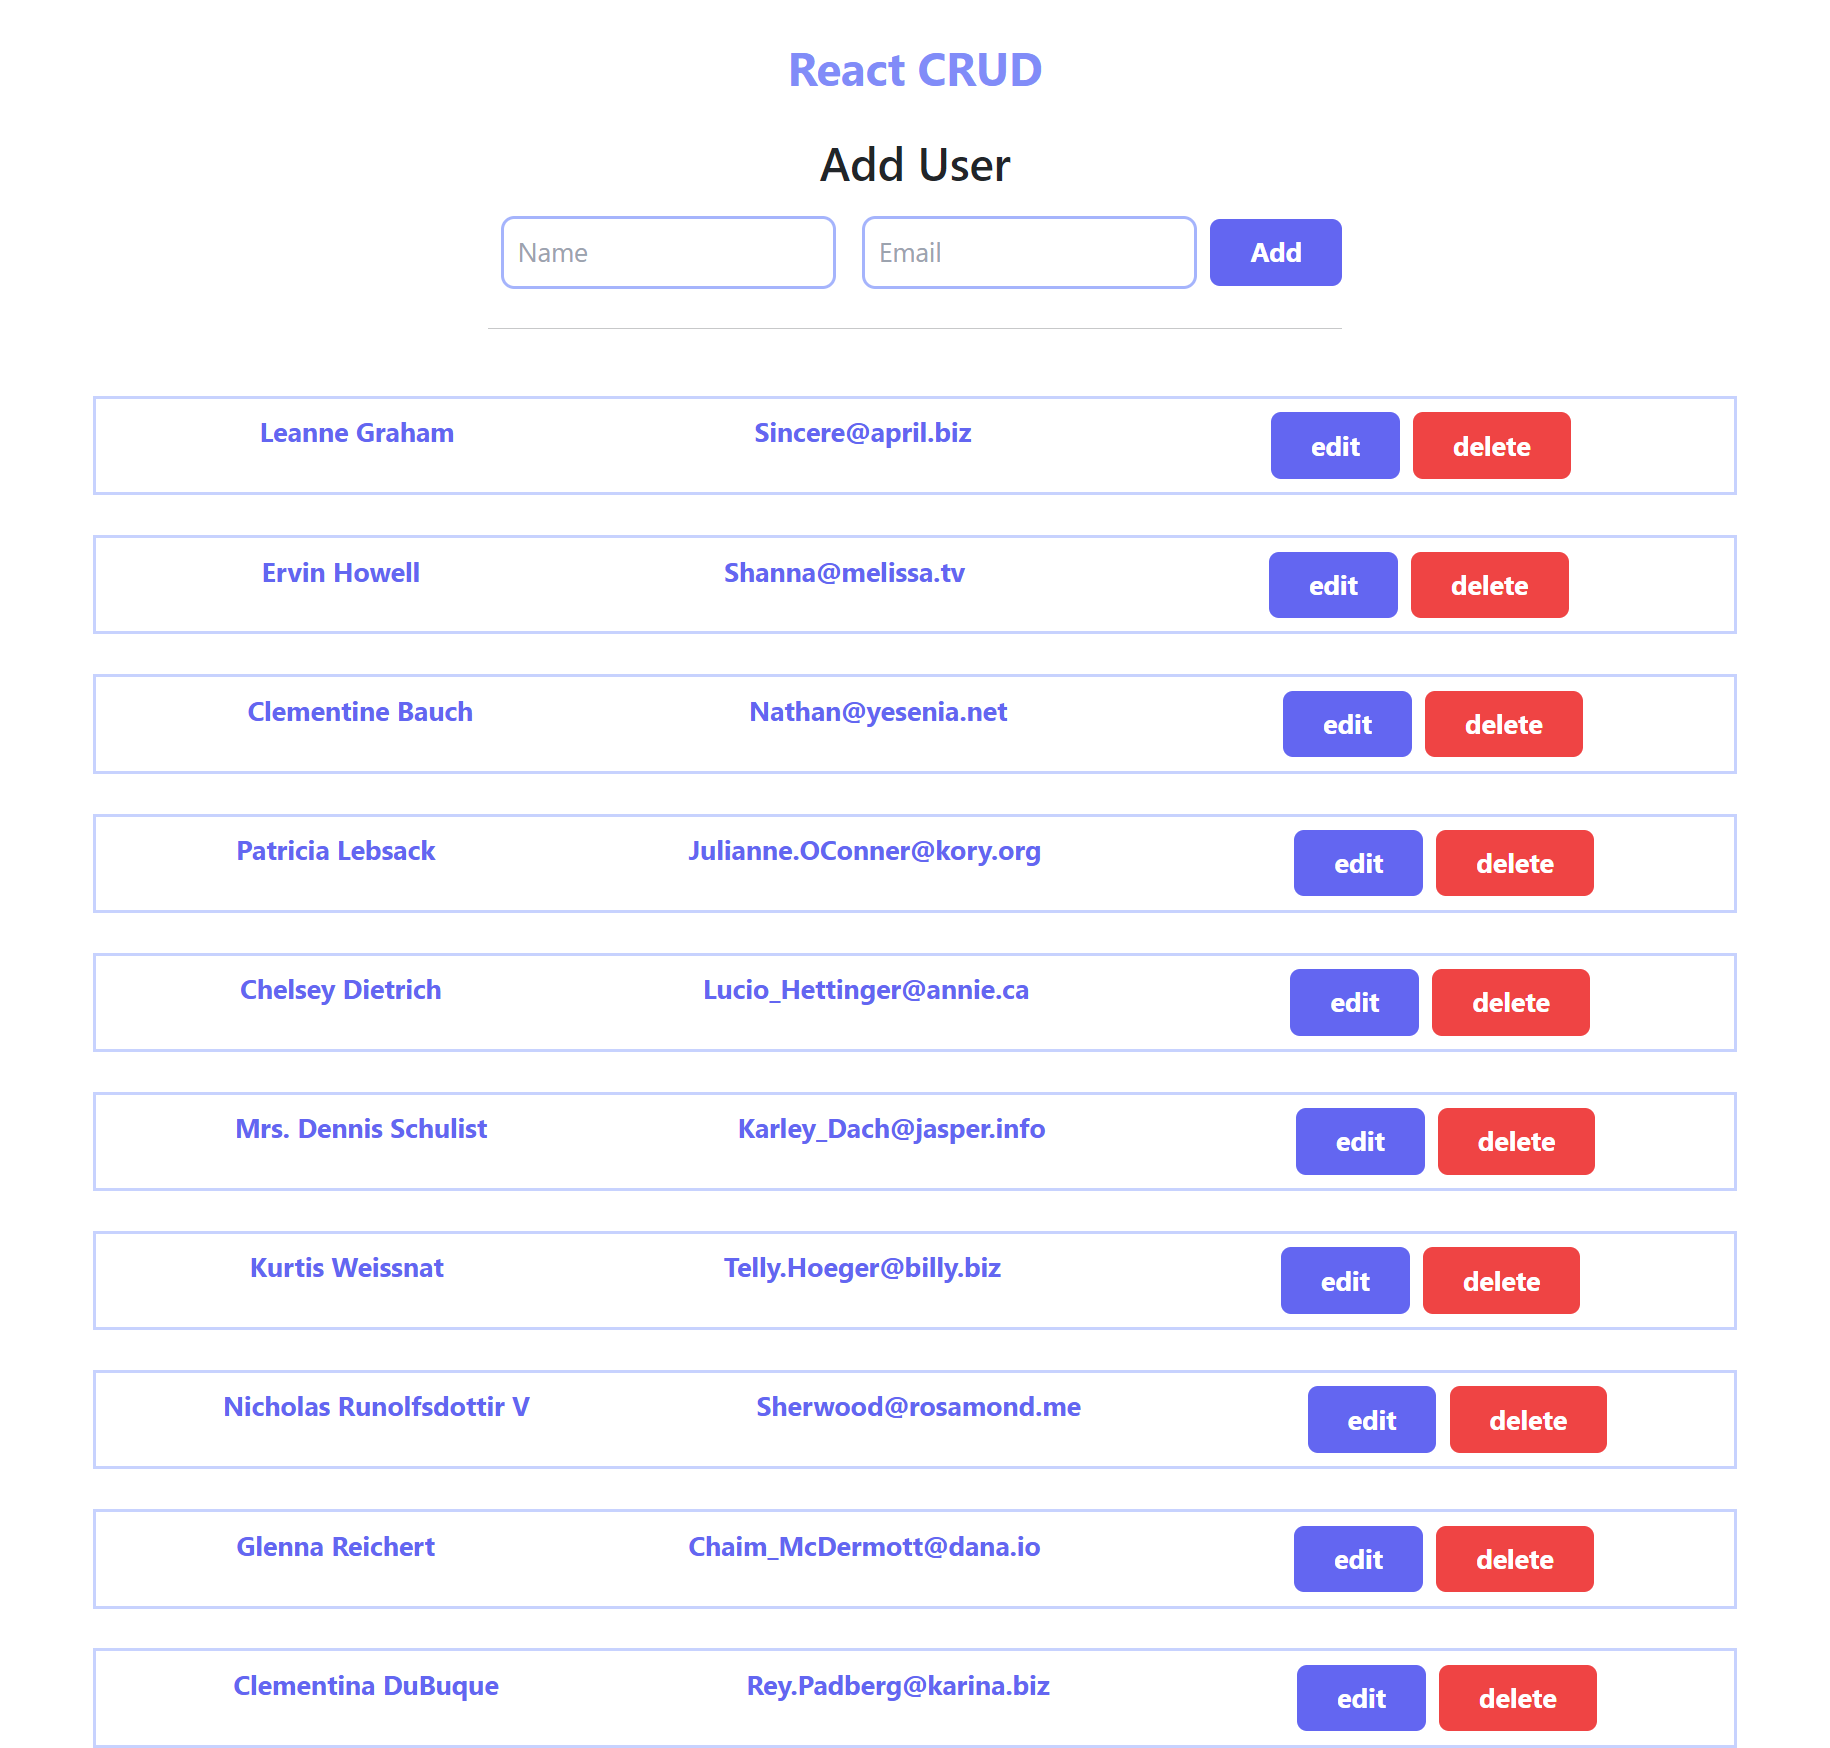 React CRUD
Add User
Name Email Add
Leanne Graham Sincere@april.biz edit delete
Ervin Howell Shanna@melissa.tv edit delete
Clementine Bauch Nathan@yesenia.net edit delete
Patricia Lebsack Julianne.OConner@kory.org edit delete
Chelsey Dietrich Lucio_Hettinger@annie.ca edit delete
Mrs. Dennis Schulist Karley_Dach@jasper.info edit delete
Kurtis Weissnat Telly.Hoeger@billy.biz edit delete
Nicholas Runolfsdottir V Sherwood@rosamond.me edit delete
Glenna Reichert Chaim_McDermott@dana.io edit delete
Clementina DuBuque Rey.Padberg@karina.biz edit delete